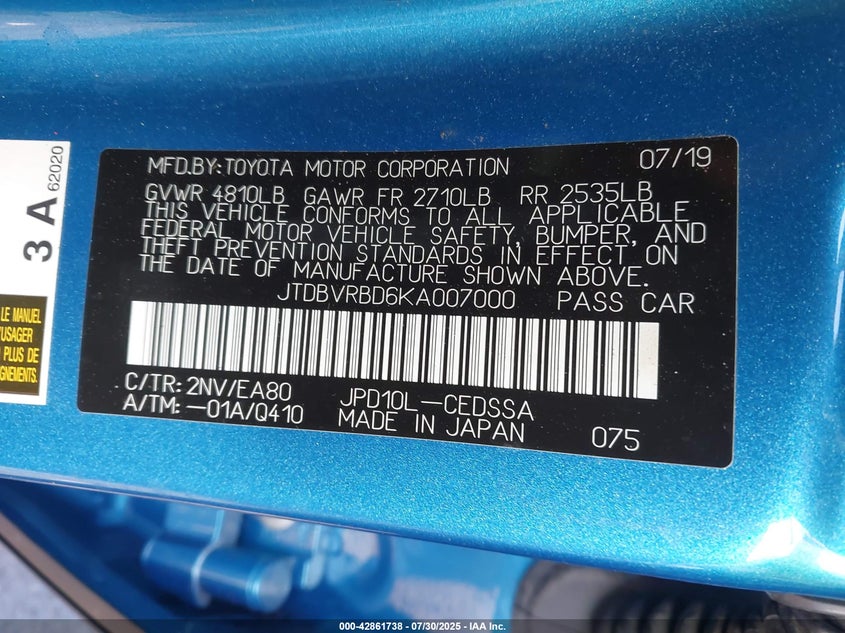 3 A
62020
LE MANUEL
'USAGER
PLUS DE
GNEMENTS.
MFD.BY:TOYOTA MOTOR CORPORATION 07/19
GVWR 4810LB GAWR FR 2710LB RR 2535LB
THIS VEHICLE CONFORMS TO ALL APPLICABLE
FEDERAL MOTOR VEHICLE SAFETY, BUMPER, AND
THEFT PREVENTION STANDARDS IN EFFECT ON
THE DATE OF MANUFACTURE SHOWN ABOVE.
JTDBVRBD6KA007000 PASS CAR
C/TR: 2NV/EA80 JPD10L-CEDSSA
A/TM: -01A/Q410 MADE IN JAPAN 075
000-42861738 - 07/30/2025 - IAA Inc.